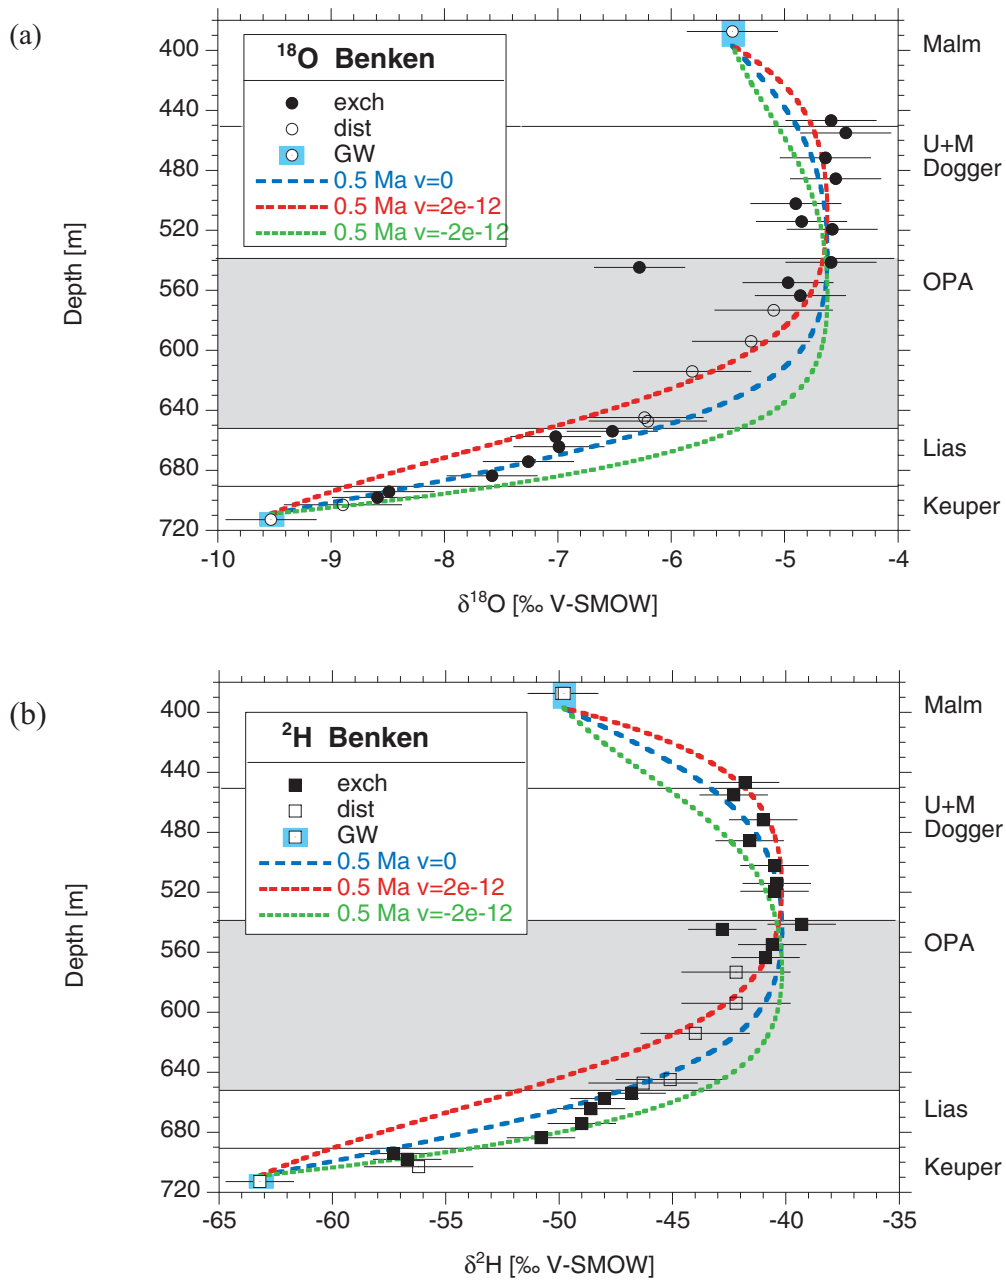 (a)
¹⁸O Benken
exch
dist
GW
0.5 Ma v=0
0.5 Ma v=2e-12
0.5 Ma v=-2e-12
Depth [m]
400
440
480
520
560
600
640
680
720
Malm
U+M
Dogger
OPA
Lias
Keuper
-10 -9 -8 -7 -6 -5 -4
δ¹⁸O [‰ V-SMOW]
(b)
²H Benken
exch
dist
GW
0.5 Ma v=0
0.5 Ma v=2e-12
0.5 Ma v=-2e-12
Depth [m]
400
440
480
520
560
600
640
680
720
Malm
U+M
Dogger
OPA
Lias
Keuper
-65 -60 -55 -50 -45 -40 -35
δ²H [‰ V-SMOW]